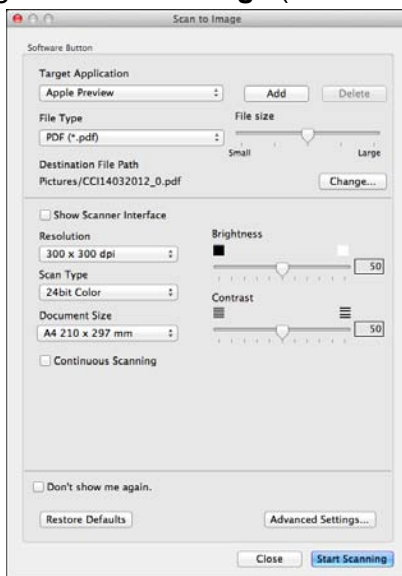 Scan to Image
Software Button
Target Application
Apple Preview
Add
Delete
File Type
File size
PDF (*.pdf)
Small
Large
Destination File Path
Pictures/CCI14032012_0.pdf
Change...
Show Scanner Interface
Resolution
Brightness
300 x 300 dpi
50
Scan Type
24bit Color
Contrast
Document Size
A4 210 x 297 mm
50
Continuous Scanning
Don't show me again.
Restore Defaults
Advanced Settings...
Close
Start Scanning